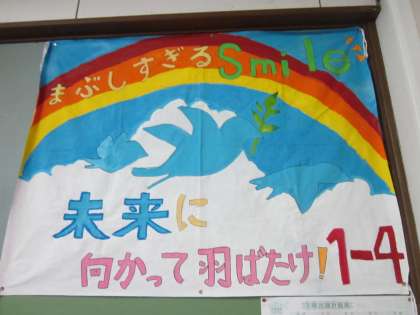 まぶしすぎるSmile
未来に
向かって羽ばたけ!
1-4